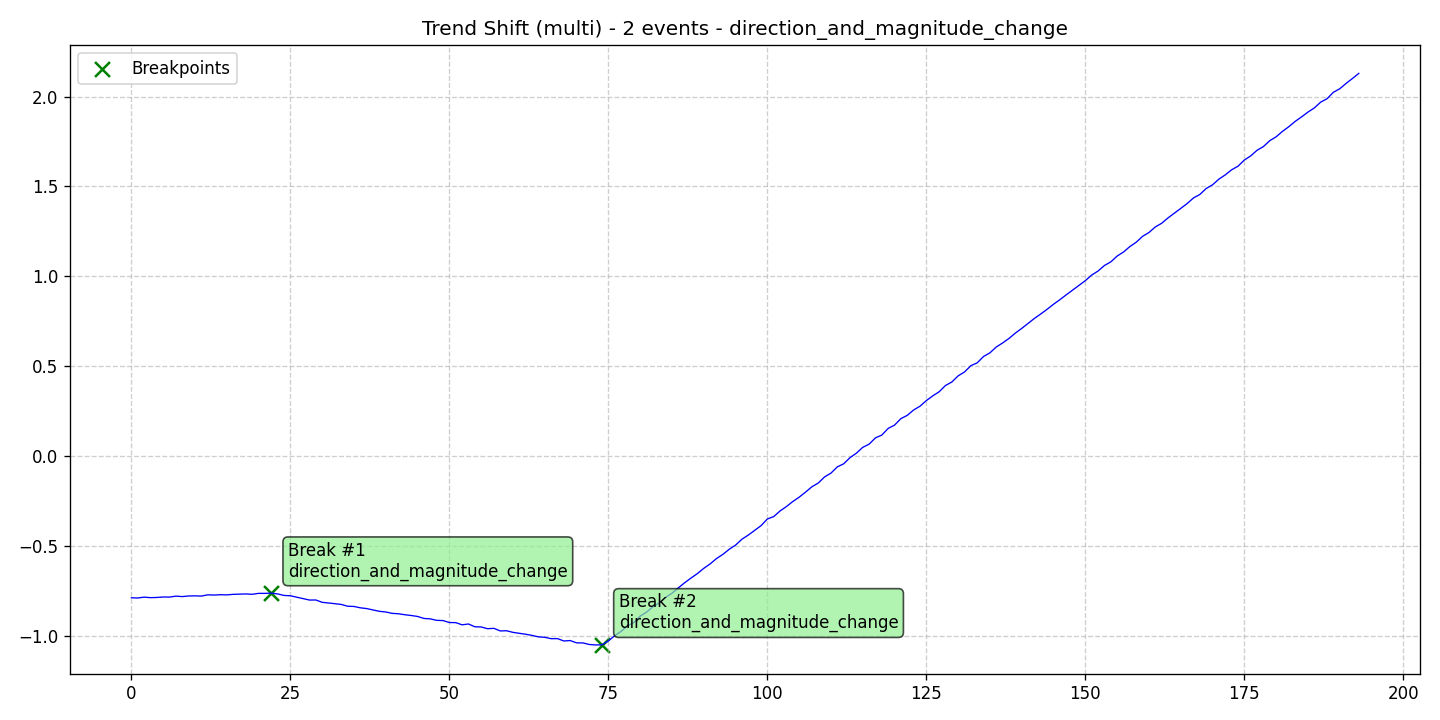 Trend Shift (multi) - 2 events - direction_and_magnitude_change
Breakpoints
2.0
1.5
1.0
0.5
0.0
−0.5
−1.0
Break #1
direction_and_magnitude_change
Break #2
direction_and_magnitude_change
0
25
50
75
100
125
150
175
200